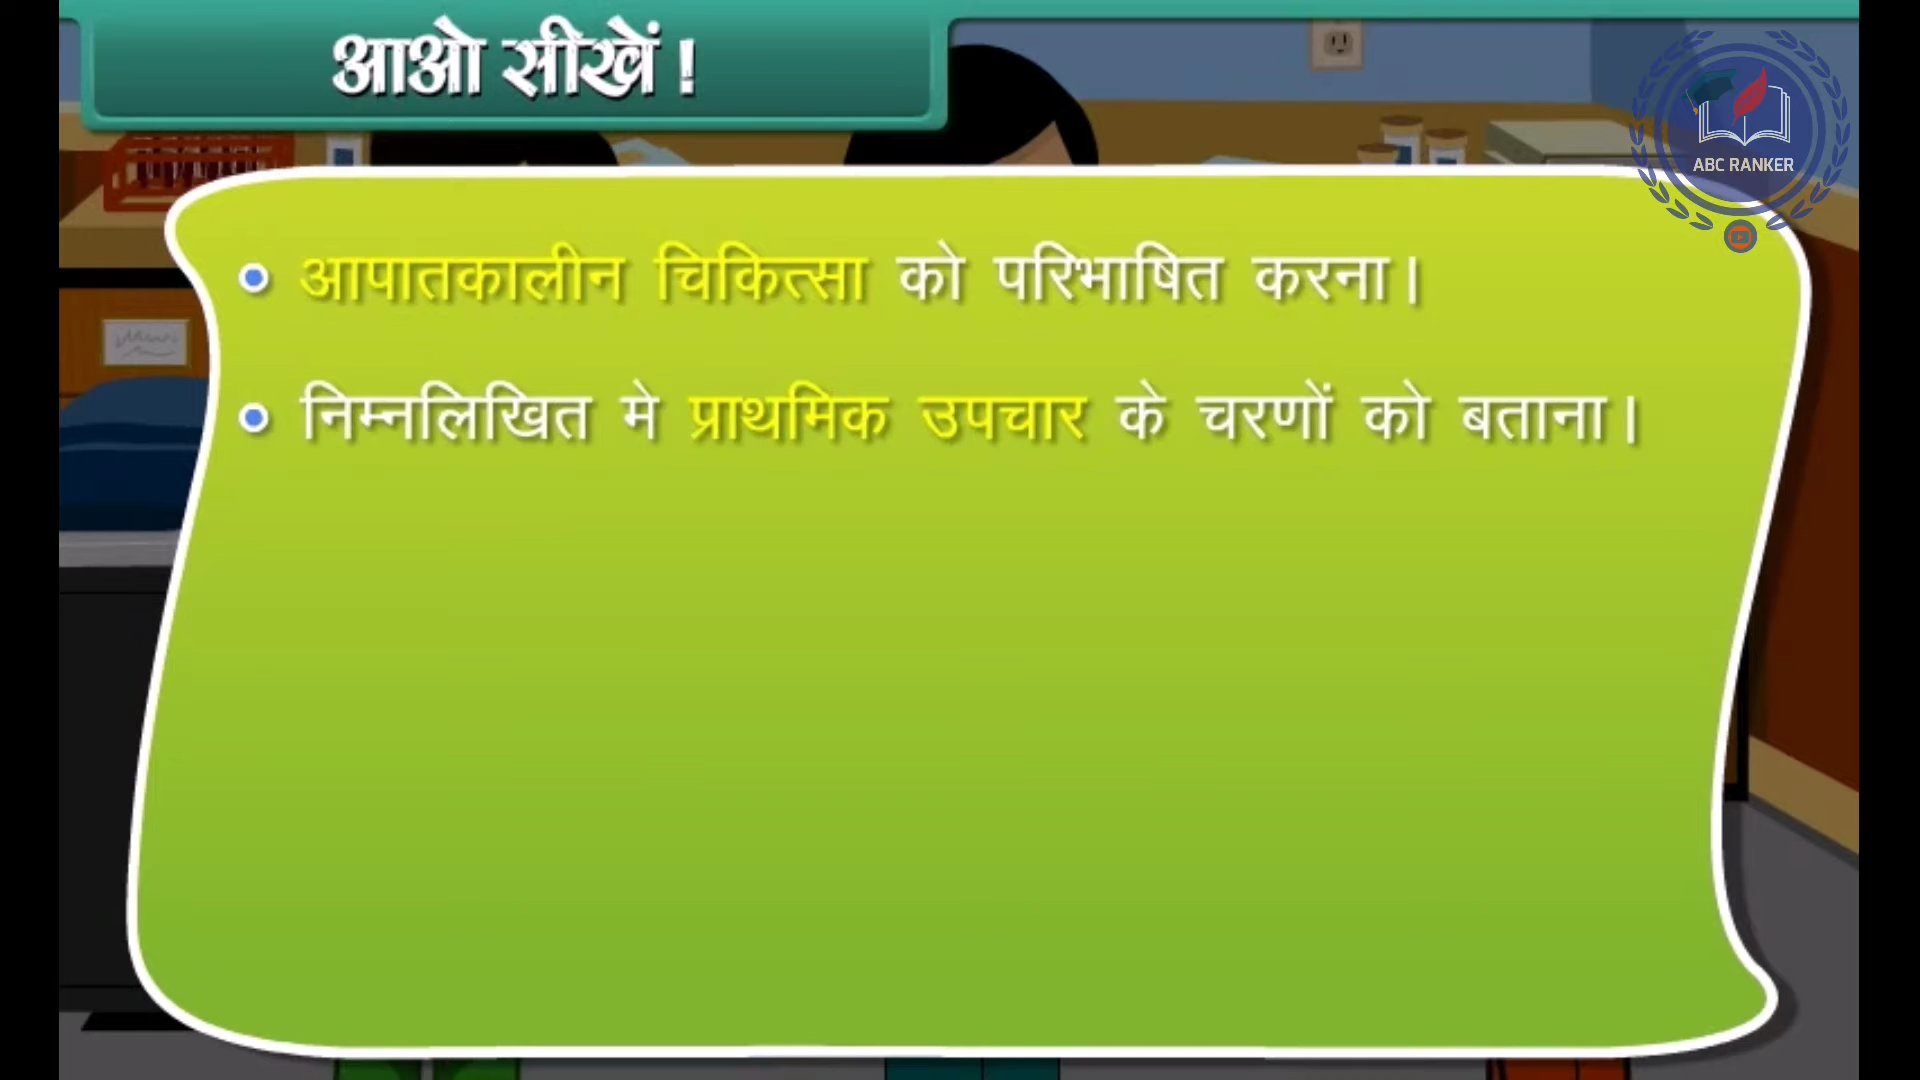 आओ सीखें!
ABC RANKER
• आपातकालीन चिकित्सा को परिभाषित करना।
• निम्नलिखित मे प्राथमिक उपचार के चरणों को बताना।